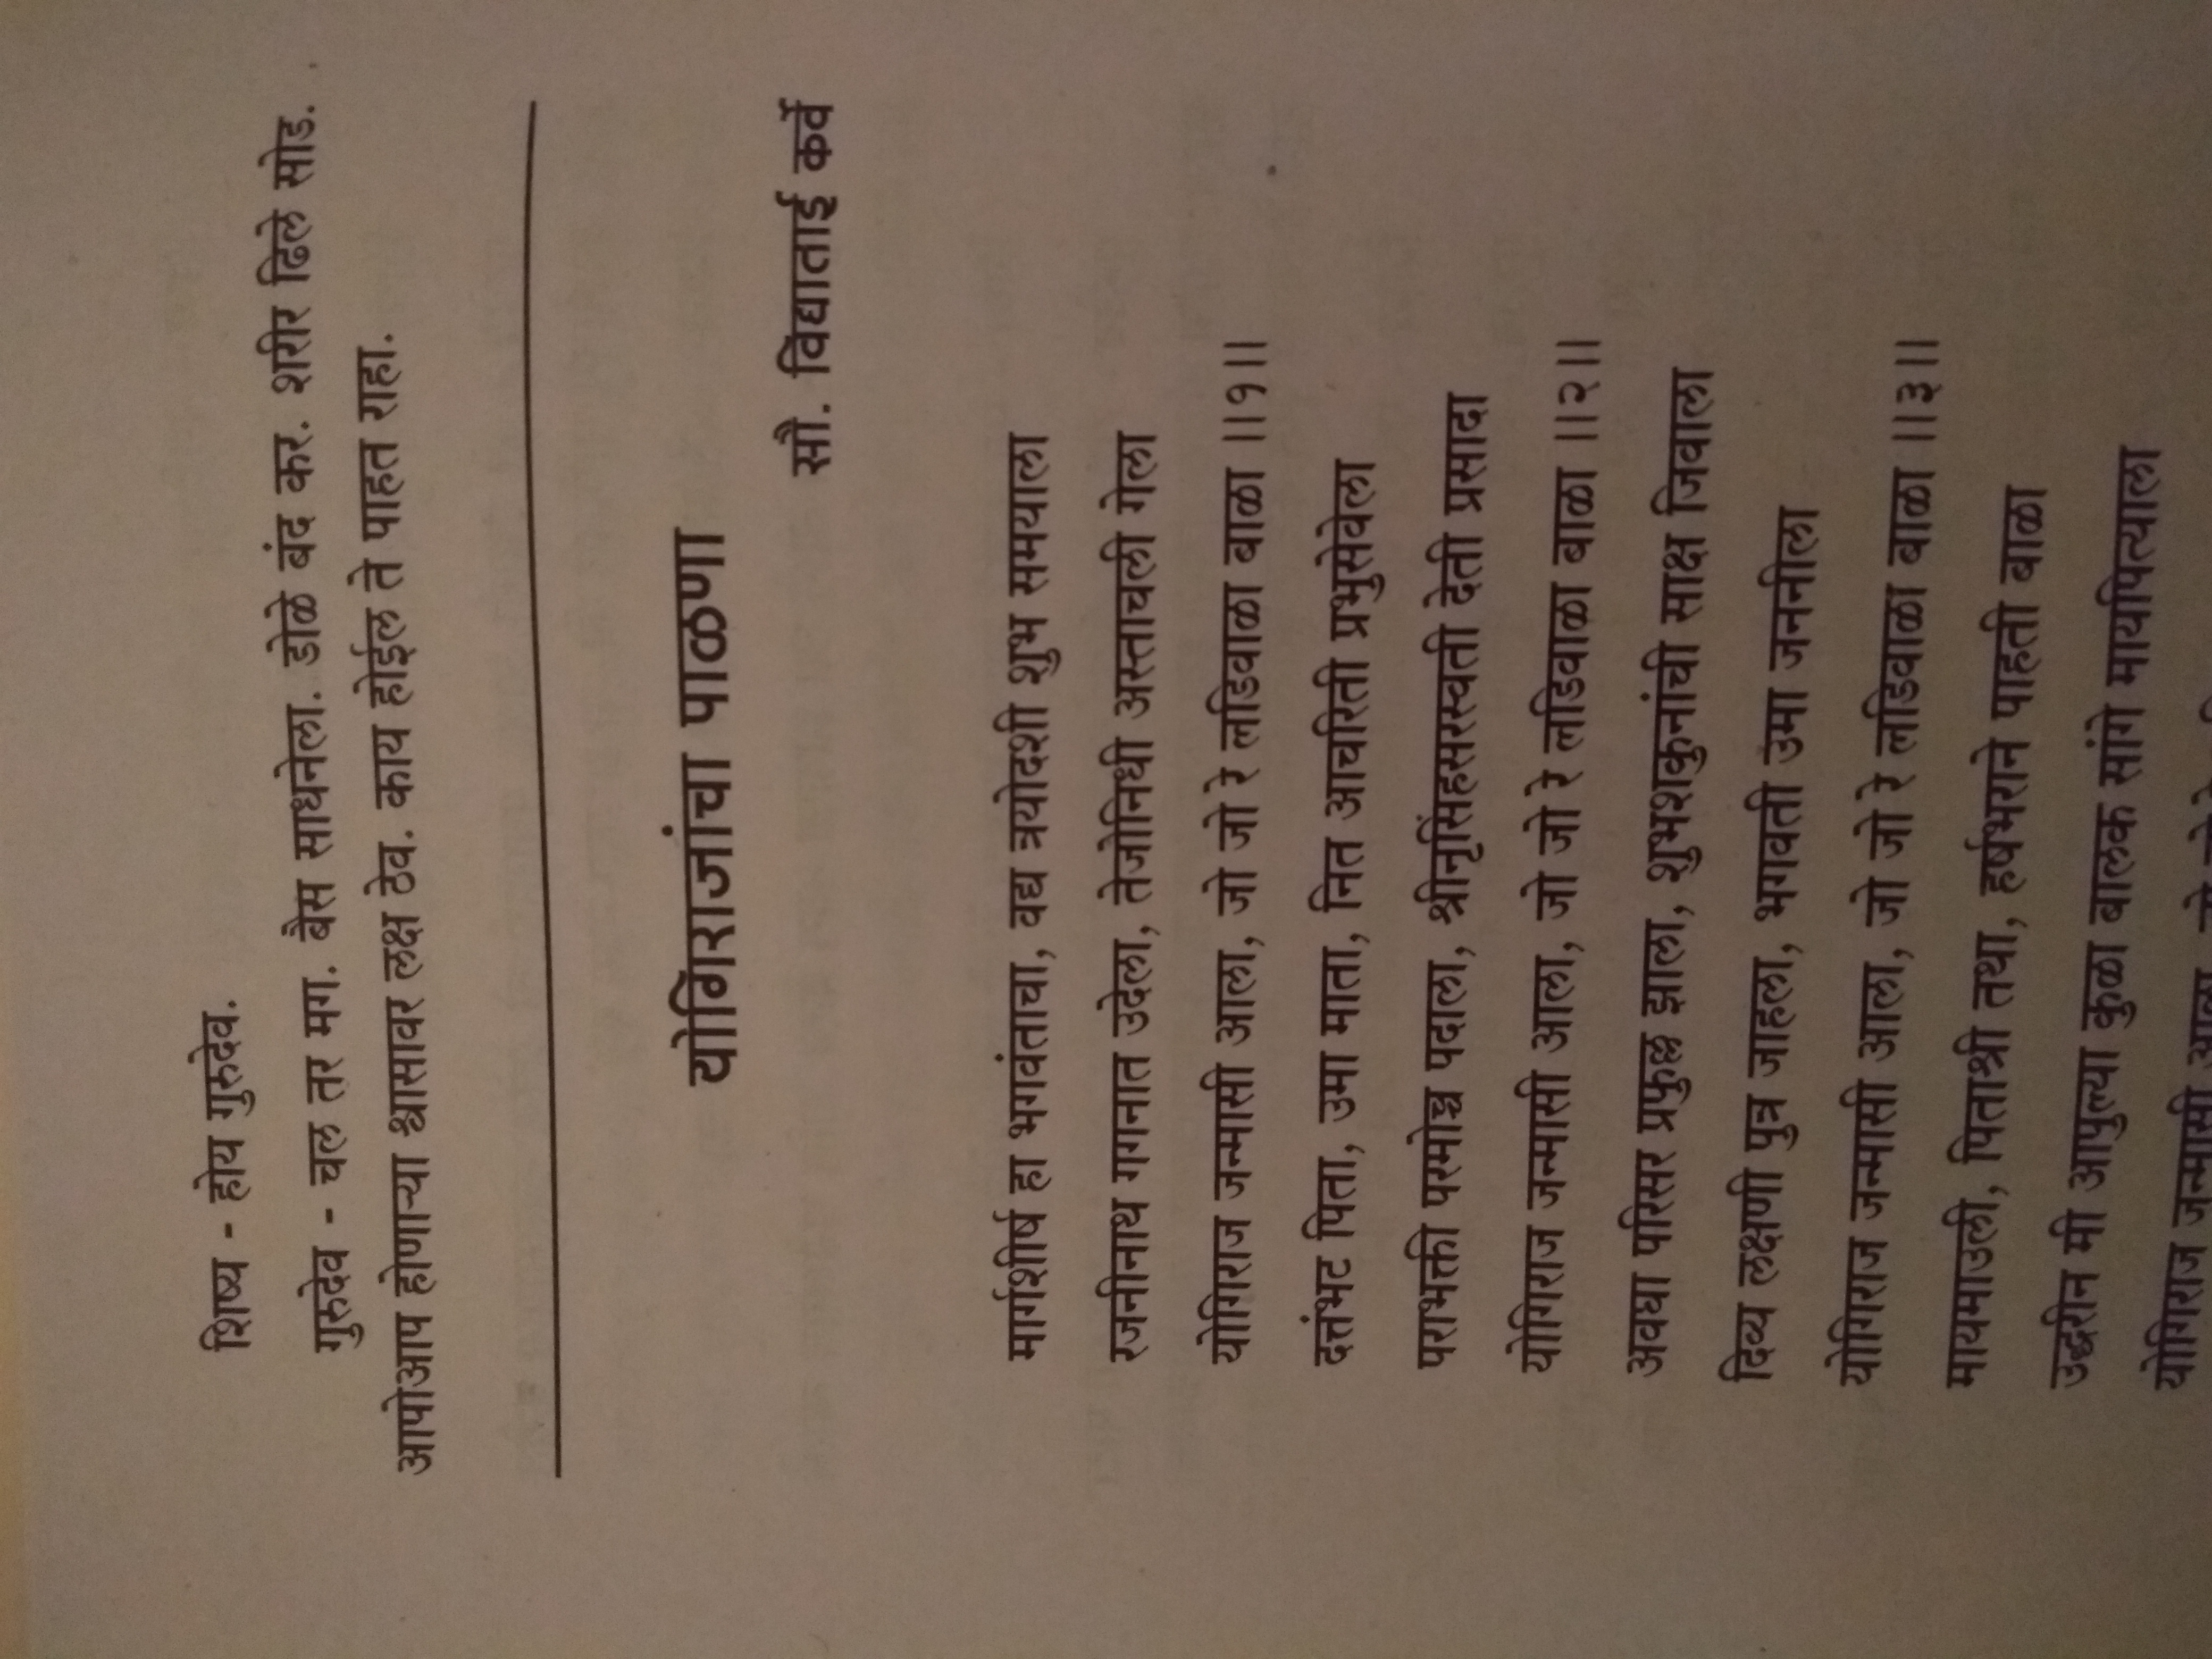 शिष्य - होय गुरुदेव.
गुरुदेव - चल तर मग. बैस साधनेला. डोळे बंद कर. शरीर ढिले सोड.
आपोआप होणाऱ्या श्वासावर लक्ष ठेव. काय होईल ते पाहत राहा.
योगिराजांचा पाळणा
सौ. विद्याताई कर्वे
मार्गशीर्ष हा भगवंताचा, वद्य त्रयोदशी शुभ समयाला
रजनीनाथ गगनात उदेला, तेजोनिधी अस्ताचली गेला
योगिराज जन्मासी आला, जो जो रे लडिवाळा बाळा ।।१।।
दत्तंभट पिता, उमा माता, नित आचरिती प्रभुसेवेला
पराभक्ती परमोच्च पदाला, श्रीनृसिंहसरस्वती देती प्रसादा
योगिराज जन्मासी आला, जो जो रे लडिवाळा बाळा ।।२।।
अवघा परिसर प्रफुल्ल झाला, शुभशकुनांची साक्ष जिवाला
दिव्य लक्षणी पुत्र जाहला, भगवती उमा जननीला
योगिराज जन्मासी आला, जो जो रे लडिवाळा बाळा ।।३।।
मायमाउली, पिताश्री तथा, हर्षभराने पाहती बाळा
उद्धरीन मी आपुल्या कुळा बालक सांगे मायपित्याला
योगिराज जन्मासी आला, जो जो रे